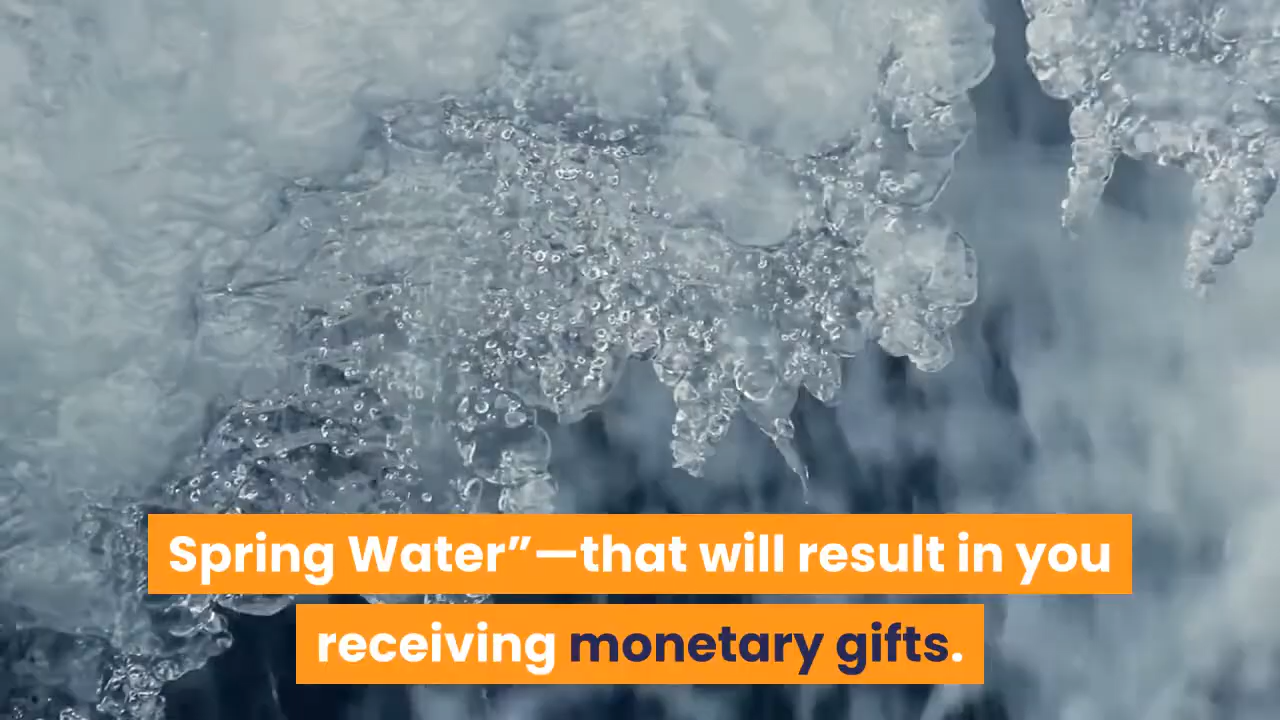 Spring Water”—that will result in you
receiving monetary gifts.